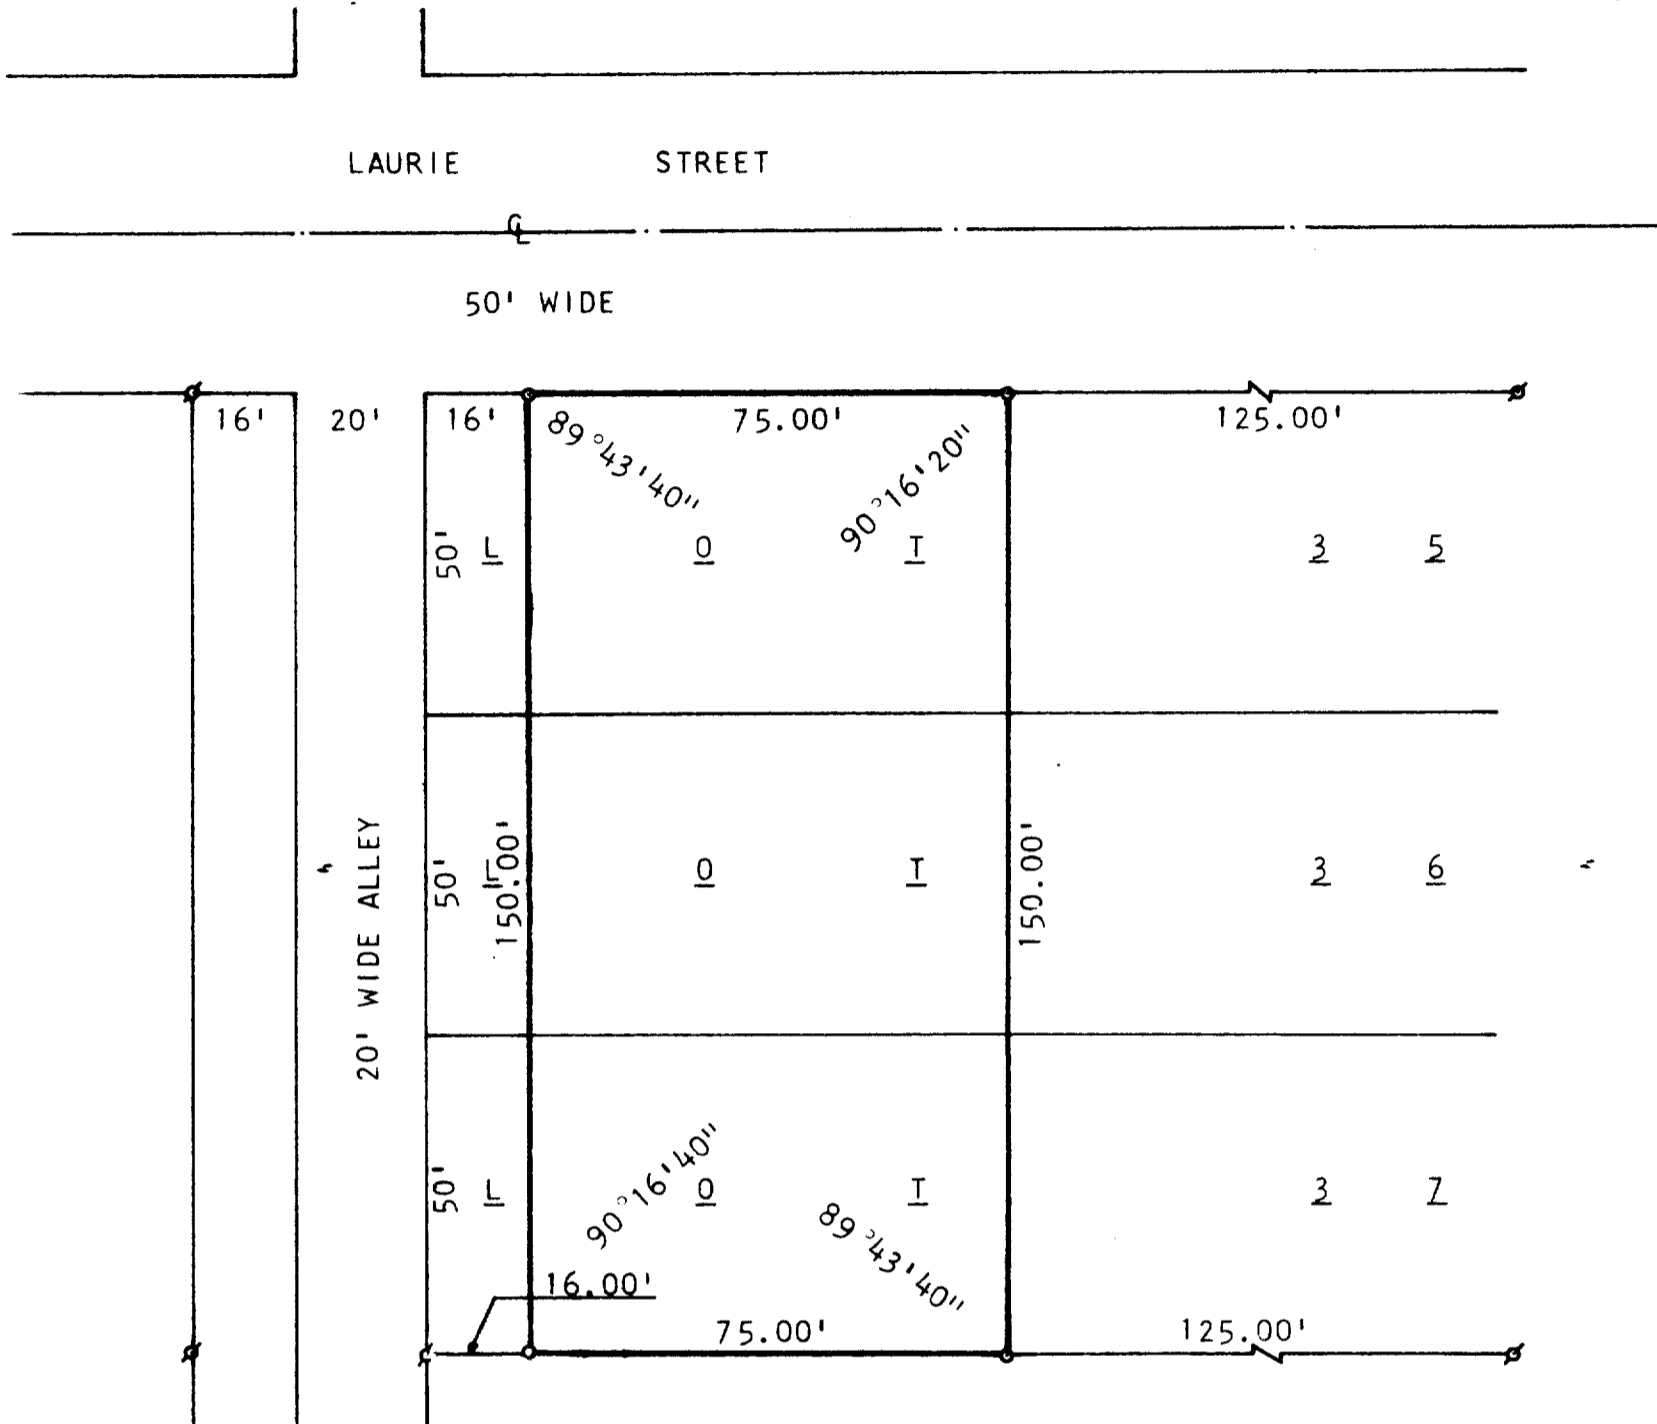 LAURIE STREET
℄
50' WIDE
16' 20' 16' 75.00' 125.00'
89°43'40" 90°16'20"
50' L O T 3 5
20' WIDE ALLEY
50' L O T 3 6
150.00' 150.00'
50' L O T 3 7
90°16'40" 89°43'40"
16.00'
75.00' 125.00'